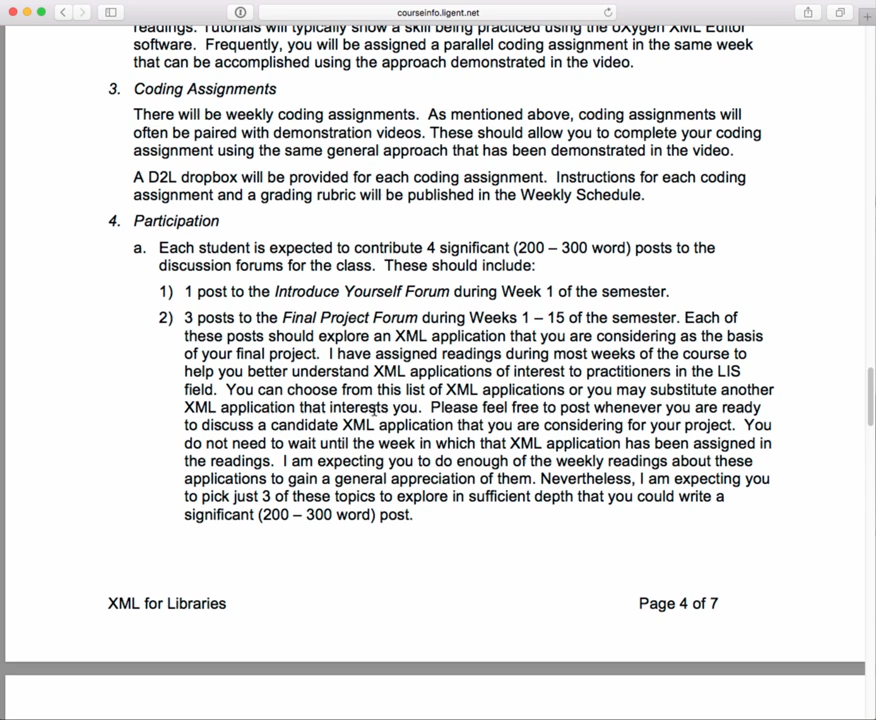 courseinfo.ligent.net
readings. Tutorials will typically show a skill being practiced using the oXygen XML Editor
software. Frequently, you will be assigned a parallel coding assignment in the same week
that can be accomplished using the approach demonstrated in the video.
3. Coding Assignments
There will be weekly coding assignments. As mentioned above, coding assignments will
often be paired with demonstration videos. These should allow you to complete your coding
assignment using the same general approach that has been demonstrated in the video.
A D2L dropbox will be provided for each coding assignment. Instructions for each coding
assignment and a grading rubric will be published in the Weekly Schedule.
4. Participation
a. Each student is expected to contribute 4 significant (200 – 300 word) posts to the
discussion forums for the class. These should include:
1) 1 post to the Introduce Yourself Forum during Week 1 of the semester.
2) 3 posts to the Final Project Forum during Weeks 1 – 15 of the semester. Each of
these posts should explore an XML application that you are considering as the basis
of your final project. I have assigned readings during most weeks of the course to
help you better understand XML applications of interest to practitioners in the LIS
field. You can choose from this list of XML applications or you may substitute another
XML application that interests you. Please feel free to post whenever you are ready
to discuss a candidate XML application that you are considering for your project. You
do not need to wait until the week in which that XML application has been assigned in
the readings. I am expecting you to do enough of the weekly readings about these
applications to gain a general appreciation of them. Nevertheless, I am expecting you
to pick just 3 of these topics to explore in sufficient depth that you could write a
significant (200 – 300 word) post.
XML for Libraries
Page 4 of 7